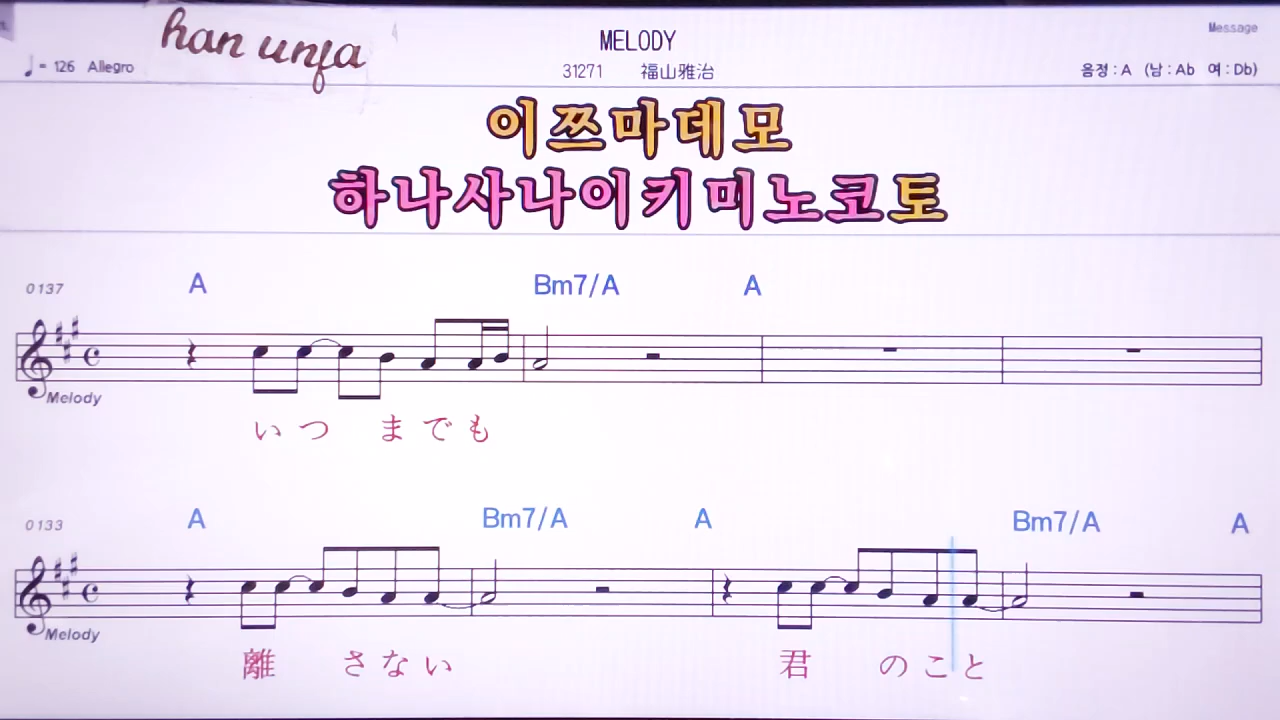 han unfa
MELODY
Message
♩ = 126 Allegro
31271 福山雅治
음정 : A (남 : Ab 여 : Db)
이쯔마데모
하나사나이키미노코토
0137
A Bm7/A A
Melody
いつ までも
0133
A Bm7/A A Bm7/A A
Melody
離 さない 君 のこと